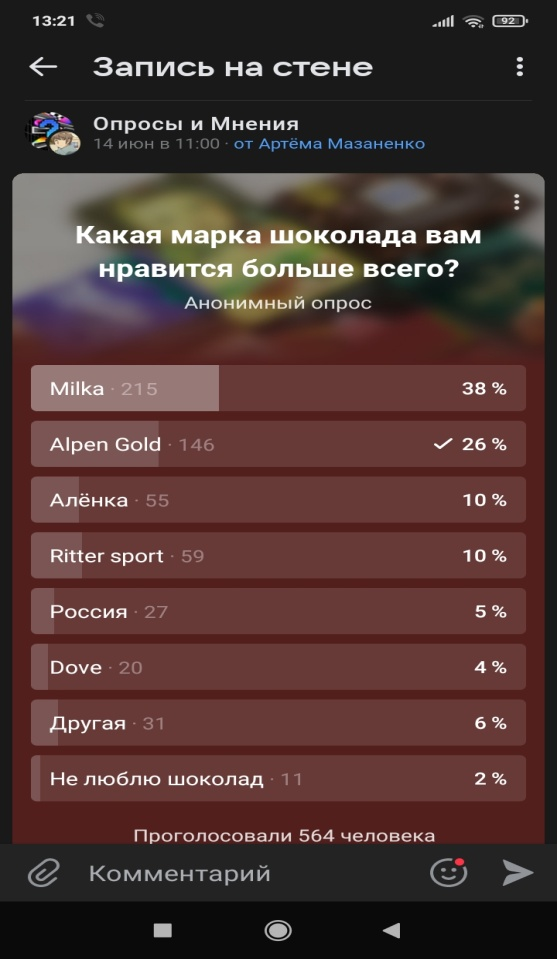 13:21
92
Запись на стене
Опросы и Мнения
14 июн в 11:00 · от Артёма Мазаненко
Какая марка шоколада вам
нравится больше всего?
Анонимный опрос
Milka · 215 38 %
Alpen Gold · 146 26 %
Алёнка · 55 10 %
Ritter sport · 59 10 %
Россия · 27 5 %
Dove · 20 4 %
Другая · 31 6 %
Не люблю шоколад · 11 2 %
Проголосовали 564 человека
Комментарий